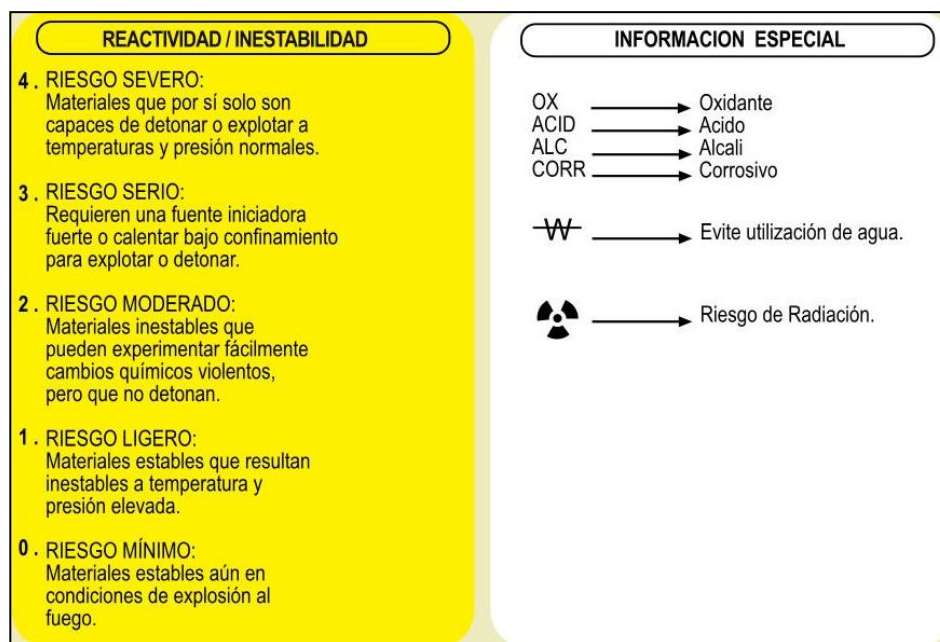 REACTIVIDAD / INESTABILIDAD
4 . RIESGO SEVERO:
Materiales que por sí solo son
capaces de detonar o explotar a
temperaturas y presión normales.
3 . RIESGO SERIO:
Requieren una fuente iniciadora
fuerte o calentar bajo confinamiento
para explotar o detonar.
2 . RIESGO MODERADO:
Materiales inestables que
pueden experimentar fácilmente
cambios químicos violentos,
pero que no detonan.
1 . RIESGO LIGERO:
Materiales estables que resultan
inestables a temperatura y
presión elevada.
0 . RIESGO MÍNIMO:
Materiales estables aún en
condiciones de explosión al
fuego.
INFORMACION ESPECIAL
OX Oxidante
ACID Acido
ALC Alcali
CORR Corrosivo
W Evite utilización de agua.
Riesgo de Radiación.